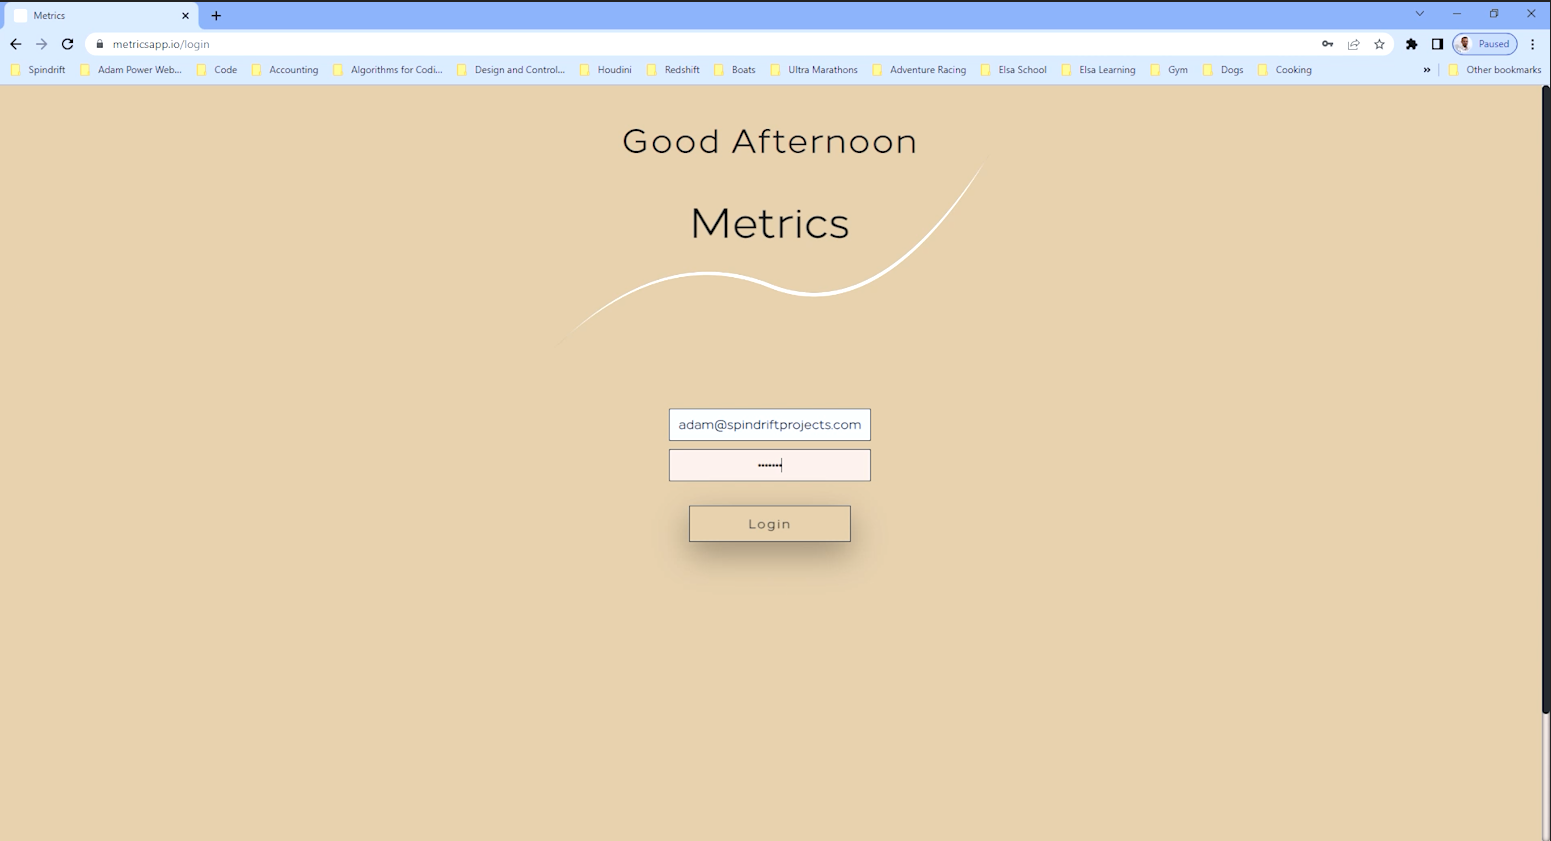 Metrics
metricsapp.io/login
Paused
Spindrift Adam Power Web... Code Accounting Algorithms for Codi... Design and Control... Houdini Redshift Boats Ultra Marathons Adventure Racing Elsa School Elsa Learning Gym Dogs Cooking » Other bookmarks
Good Afternoon
Metrics
adam@spindriftprojects.com
•••••••
Login